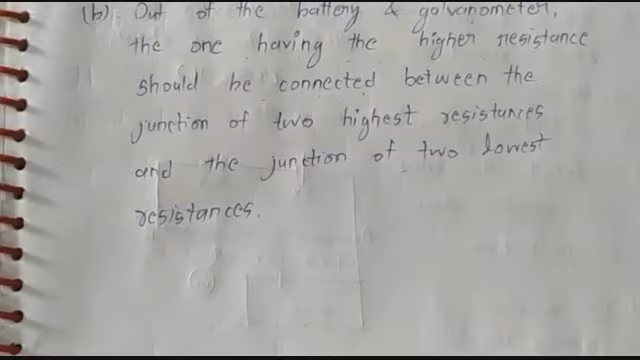 (b). Out of the battery & galvanometer,
the one having the higher resistance
should be connected between the
junction of two highest resistances
and the junction of two lowest
resistances.